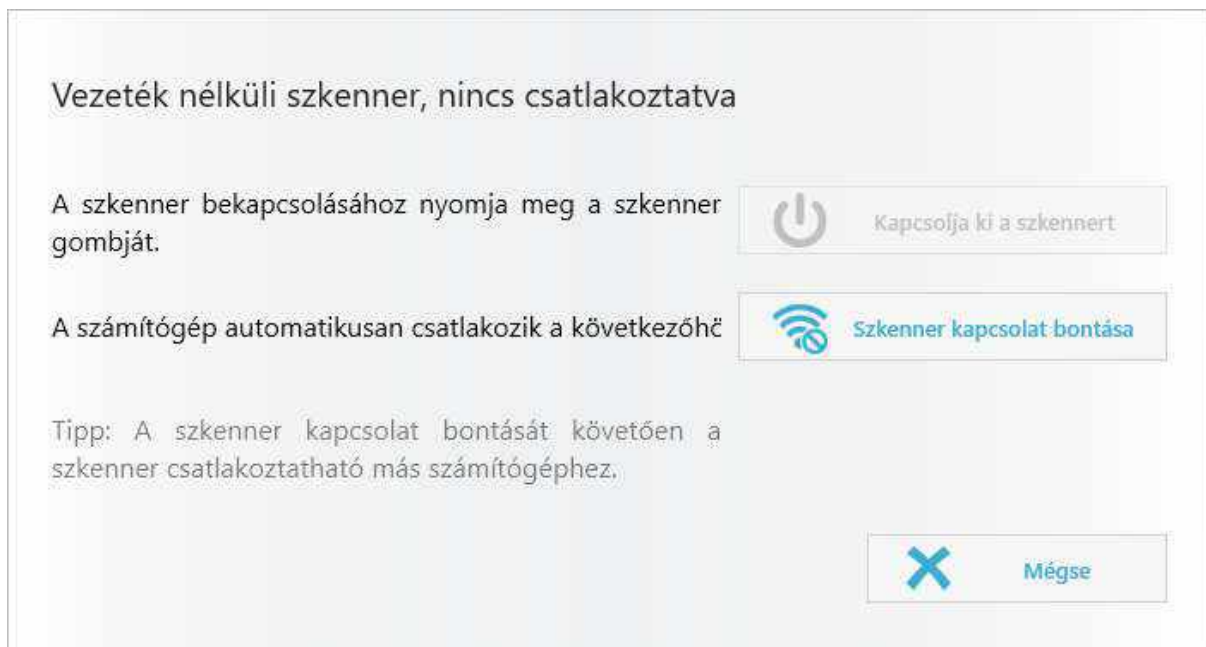 Vezeték nélküli szkenner, nincs csatlakoztatva
A szkenner bekapcsolásához nyomja meg a szkenner
gombját.
Kapcsolja ki a szkennert
A számítógép automatikusan csatlakozik a
Szkenner kapcsolat bontása
Tipp: A szkenner kapcsolat bontását követően a
szkenner csatlakoztatható más számítógéphez.
Mégse